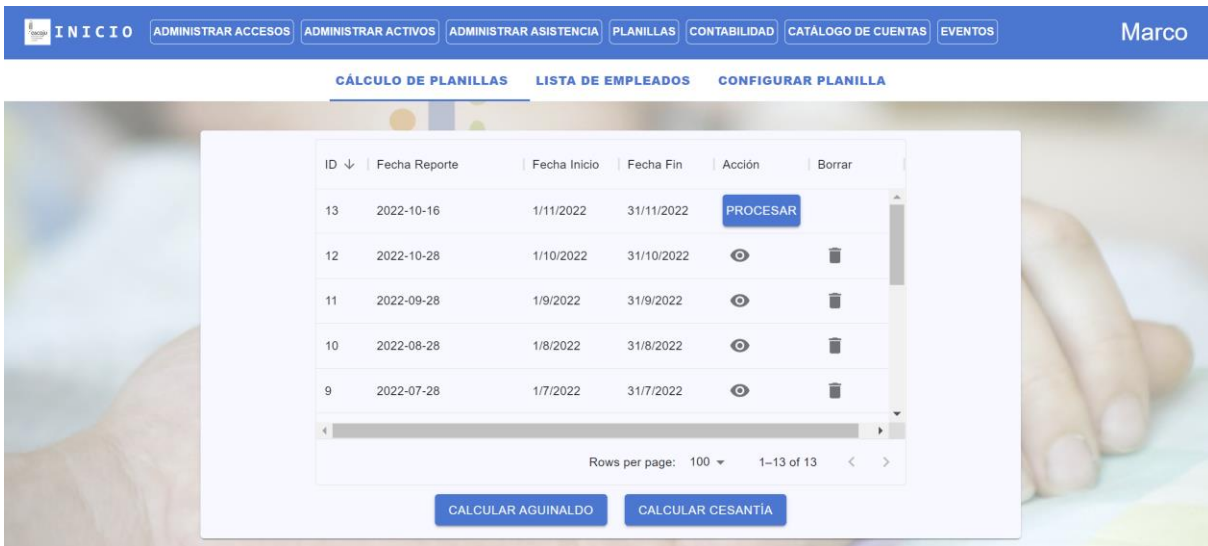 INICIO ADMINISTRAR ACCESOS ADMINISTRAR ACTIVOS ADMINISTRAR ASISTENCIA PLANILLAS CONTABILIDAD CATÁLOGO DE CUENTAS EVENTOS Marco
CÁLCULO DE PLANILLAS LISTA DE EMPLEADOS CONFIGURAR PLANILLA
ID Fecha Reporte Fecha Inicio Fecha Fin Acción Borrar
13 2022-10-16 1/11/2022 31/11/2022 PROCESAR
12 2022-10-28 1/10/2022 31/10/2022
11 2022-09-28 1/9/2022 31/9/2022
10 2022-08-28 1/8/2022 31/8/2022
9 2022-07-28 1/7/2022 31/7/2022
Rows per page: 100 1–13 of 13
CALCULAR AGUINALDO CALCULAR CESANTÍA